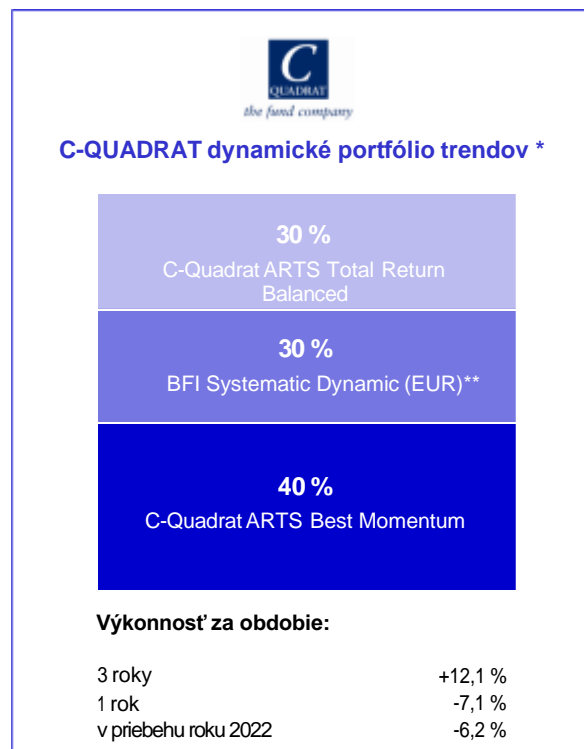 C
QUADRAT
the fund company
C-QUADRAT dynamické portfólio trendov *
30 %
C-Quadrat ARTS Total Return
Balanced
30 %
BFI Systematic Dynamic (EUR)**
40 %
C-Quadrat ARTS Best Momentum
Výkonnosť za obdobie:
3 roky +12,1 %
1 rok -7,1 %
v priebehu roku 2022 -6,2 %